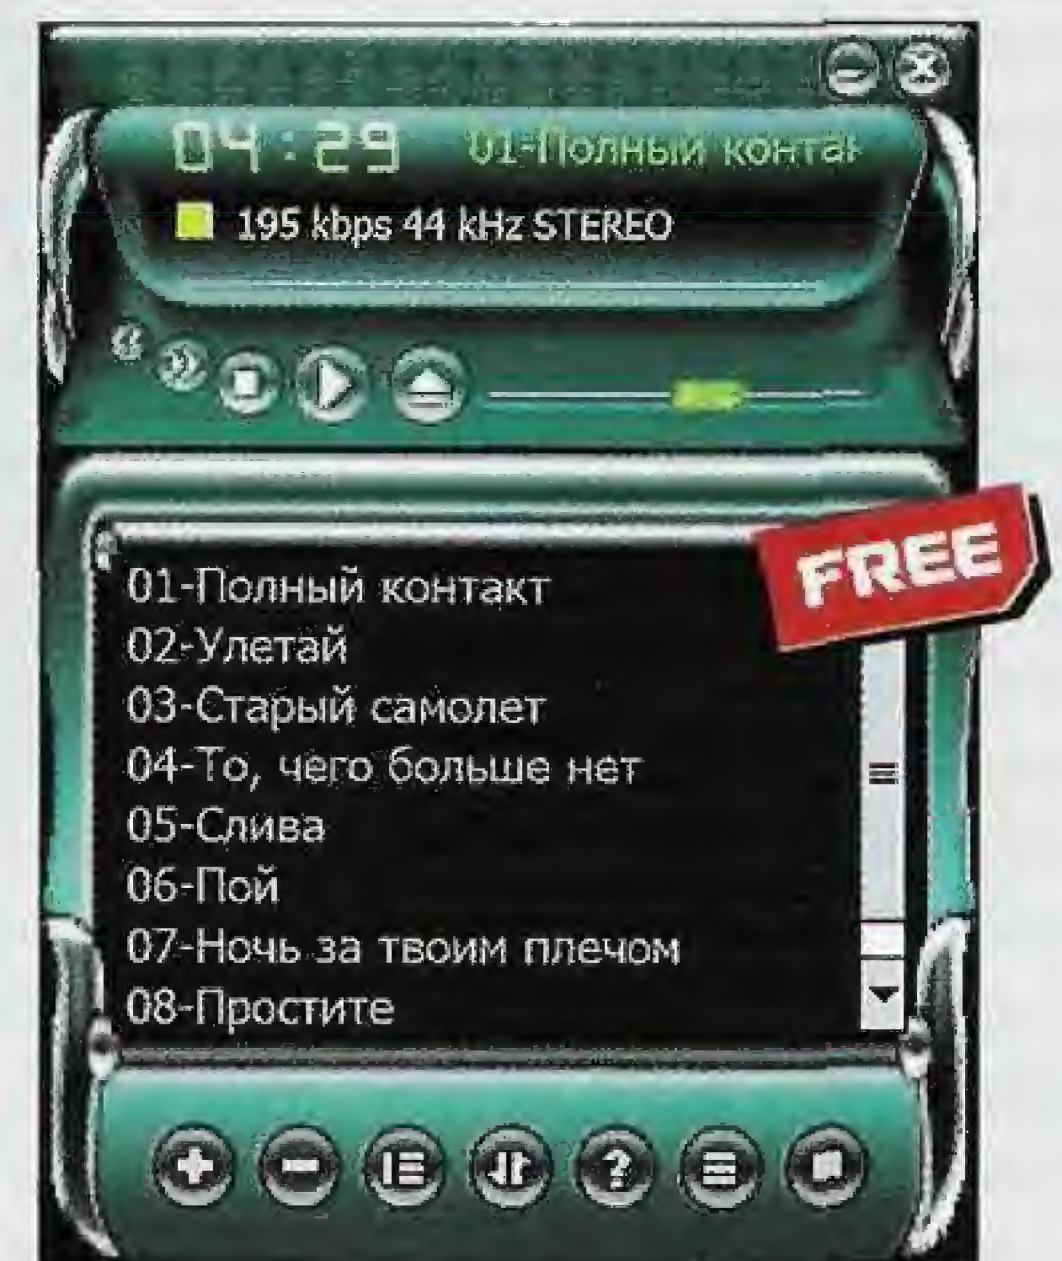 04:29 01-Полный контак
195 kbps 44 kHz STEREO
FREE
01-Полный контакт
02-Улетай
03-Старый самолет
04-То, чего больше нет
05-Слива
06-Пой
07-Ночь за твоим плечом
08-Простите